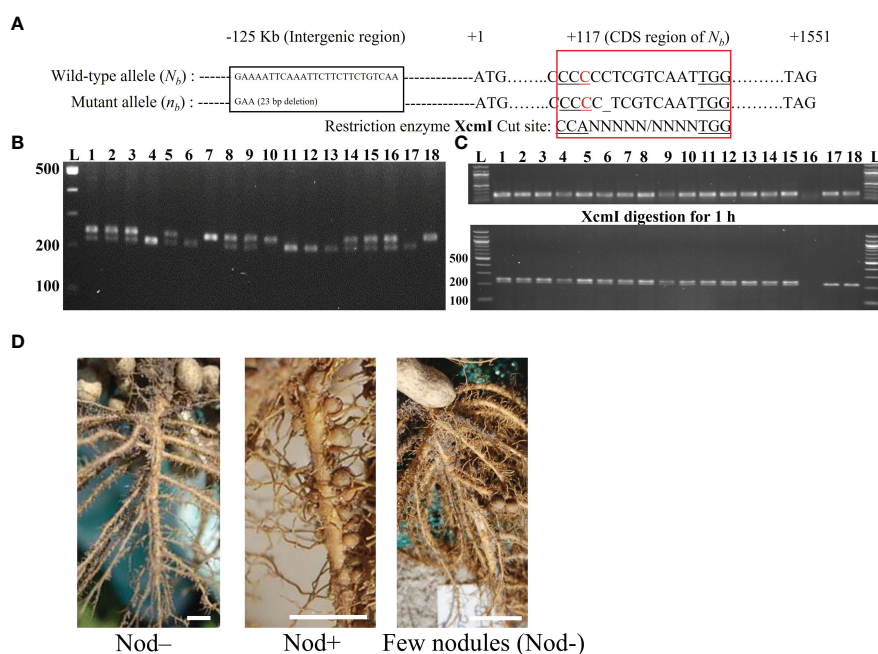 A
-125 Kb (Intergenic region) +1 +117 (CDS region of Nb) +1551
Wild-type allele (Nb) : ------ GAAAATTCAAATTCTTCTTCTGTCAA ------------ATG……..CCCCCCTCGTCAATTGG……….TAG
Mutant allele (nb) : ------ GAA (23 bp deletion) ------------ATG……..CCCCC_TCGTCAATTGG……….TAG
Restriction enzyme XcmI Cut site: CCANNNNN/NNNNTGG
B
L 1 2 3 4 5 6 7 8 9 10 11 12 13 14 15 16 17 18
500
200
100
C
L 1 2 3 4 5 6 7 8 9 10 11 12 13 14 15 16 17 18 L
XcmI digestion for 1 h
500
200
100
D
Nod– Nod+ Few nodules (Nod-)